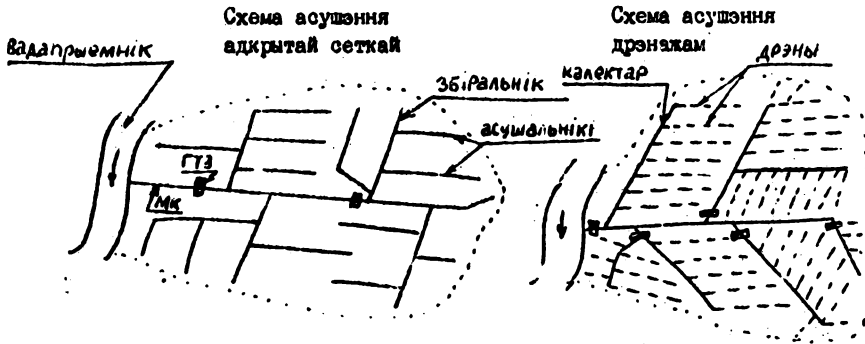 Схема асушэння
адкрытай сеткай
Вадапрыемнік
Збіральнік
асушальнікі
ГТЗ
МК
Схема асушэння
дрэнажам
дрэны
калектар